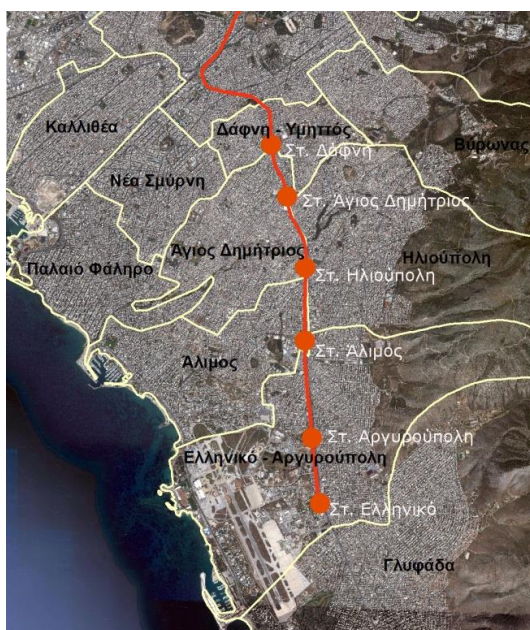 Καλλιθέα
Δάφνη - Υμηττός
Στ. Δάφνη
Βύρωνας
Νέα Σμύρνη
Στ. Άγιος Δημήτριος
Άγιος Δημήτριος
Ηλιούπολη
Παλαιό Φάληρο
Στ. Ηλιούπολη
Στ. Άλιμος
Άλιμος
Στ. Αργυρούπολη
Ελληνικό - Αργυρούπολη
Στ. Ελληνικό
Γλυφάδα